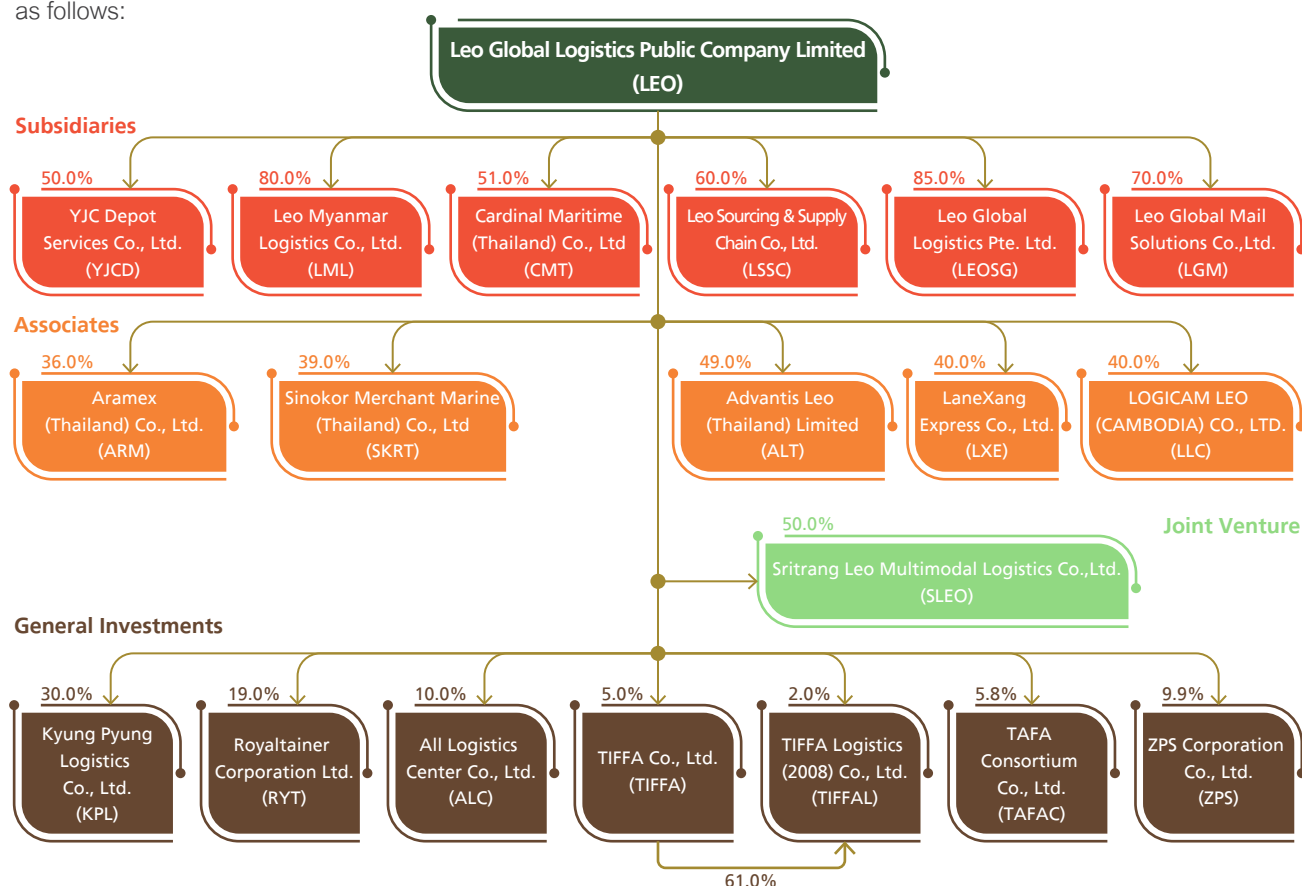 as follows:
Leo Global Logistics Public Company Limited
(LEO)
Subsidiaries
50.0%
YJC Depot
Services Co., Ltd.
(YJCD)
80.0%
Leo Myanmar
Logistics Co., Ltd.
(LML)
51.0%
Cardinal Maritime
(Thailand) Co., Ltd
(CMT)
60.0%
Leo Sourcing & Supply
Chain Co., Ltd.
(LSSC)
85.0%
Leo Global
Logistics Pte. Ltd.
(LEOSG)
70.0%
Leo Global Mail
Solutions Co.,Ltd.
(LGM)
Associates
36.0%
Aramex
(Thailand) Co., Ltd.
(ARM)
39.0%
Sinokor Merchant Marine
(Thailand) Co., Ltd
(SKRT)
49.0%
Advantis Leo
(Thailand) Limited
(ALT)
40.0%
LaneXang
Express Co., Ltd.
(LXE)
40.0%
LOGICAM LEO
(CAMBODIA) CO., LTD.
(LLC)
Joint Venture
50.0%
Sritrang Leo Multimodal Logistics Co.,Ltd.
(SLEO)
General Investments
30.0%
Kyung Pyung
Logistics
Co., Ltd.
(KPL)
19.0%
Royaltainer
Corporation Ltd.
(RYT)
10.0%
All Logistics
Center Co., Ltd.
(ALC)
5.0%
TIFFA Co., Ltd.
(TIFFA)
2.0%
TIFFA Logistics
(2008) Co., Ltd.
(TIFFAL)
5.8%
TAFA
Consortium
Co., Ltd.
(TAFAC)
9.9%
ZPS Corporation
Co., Ltd.
(ZPS)
61.0%